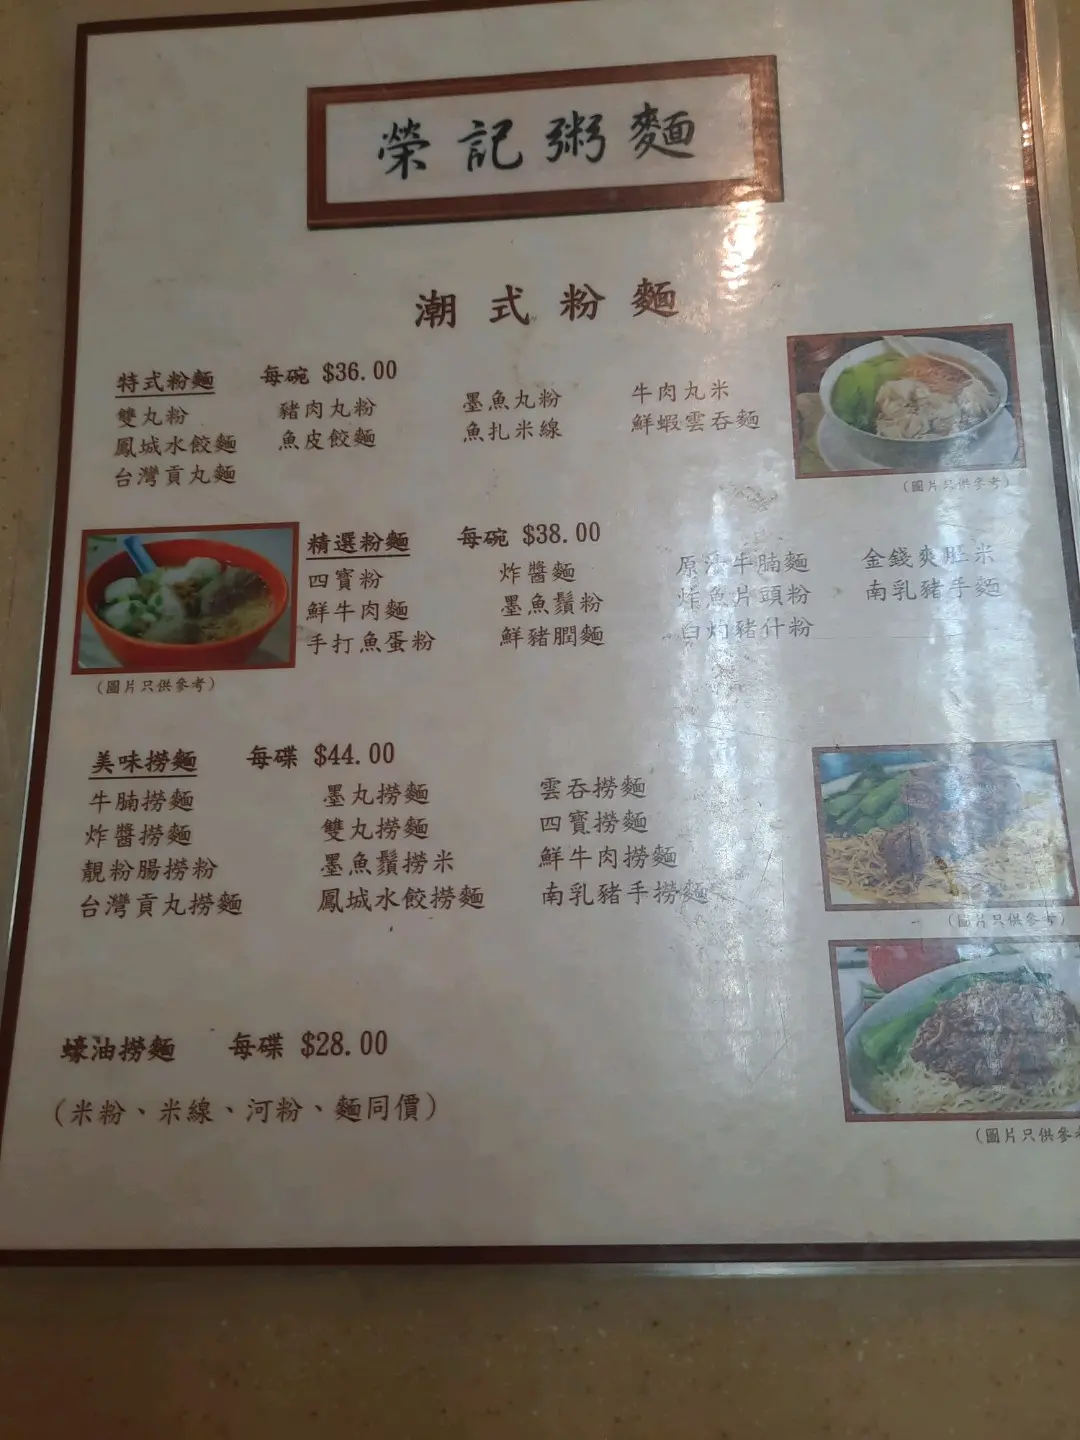 榮記粥麵
潮式粉麵
特式粉麵 每碗 $36.00
雙丸粉 豬肉丸粉 墨魚丸粉 牛肉丸米
鳳城水餃麵 魚皮餃麵 魚扎米線 鮮蝦雲吞麵
台灣貢丸麵
(圖片只供參考)
精選粉麵 每碗 $38.00
四寶粉 炸醬麵 原汁牛腩麵 金錢爽肚米
鮮牛肉麵 墨魚鬚粉 炸魚片頭粉 南乳豬手麵
手打魚蛋粉 鮮豬膶麵 白灼豬什粉
(圖片只供參考)
美味撈麵 每碟 $44.00
牛腩撈麵 墨丸撈麵 雲吞撈麵
炸醬撈麵 雙丸撈麵 四寶撈麵
靚粉腸撈粉 墨魚鬚撈米 鮮牛肉撈麵
台灣貢丸撈麵 鳳城水餃撈麵 南乳豬手撈麵
(圖片只供參考)
蠔油撈麵 每碟 $28.00
(米粉、米線、河粉、麵同價)
(圖片只供參考